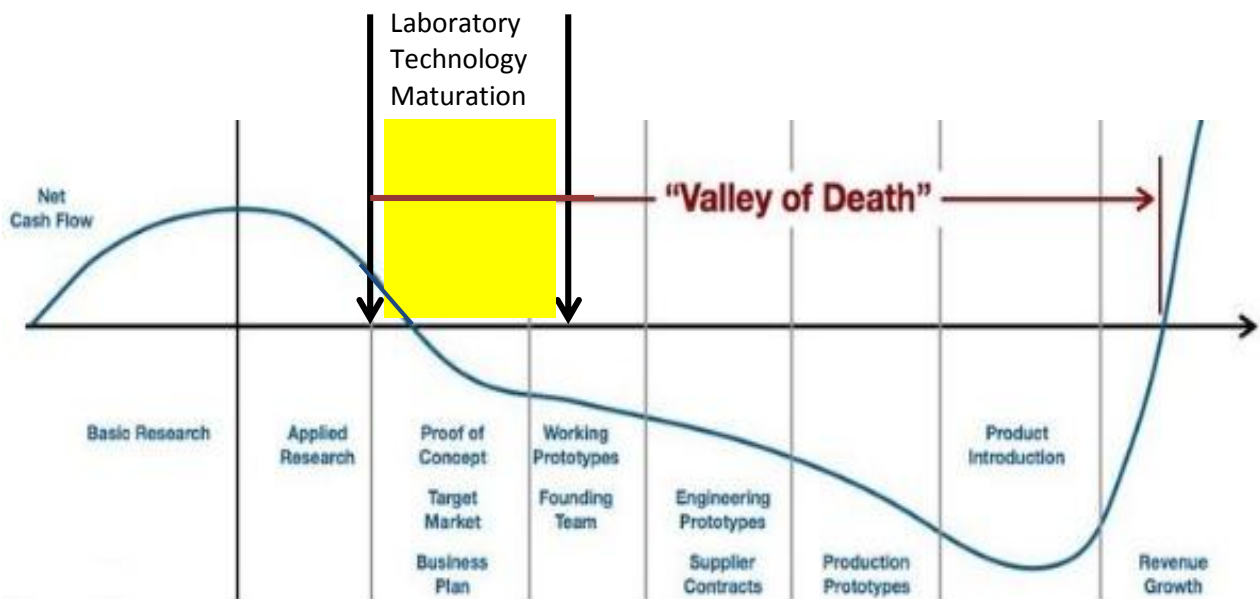 Laboratory
Technology
Maturation
Net
Cash Flow
“Valley of Death”
Basic Research
Applied
Research
Proof of
Concept
Target
Market
Business
Plan
Working
Prototypes
Founding
Team
Engineering
Prototypes
Supplier
Contracts
Production
Prototypes
Product
Introduction
Revenue
Growth